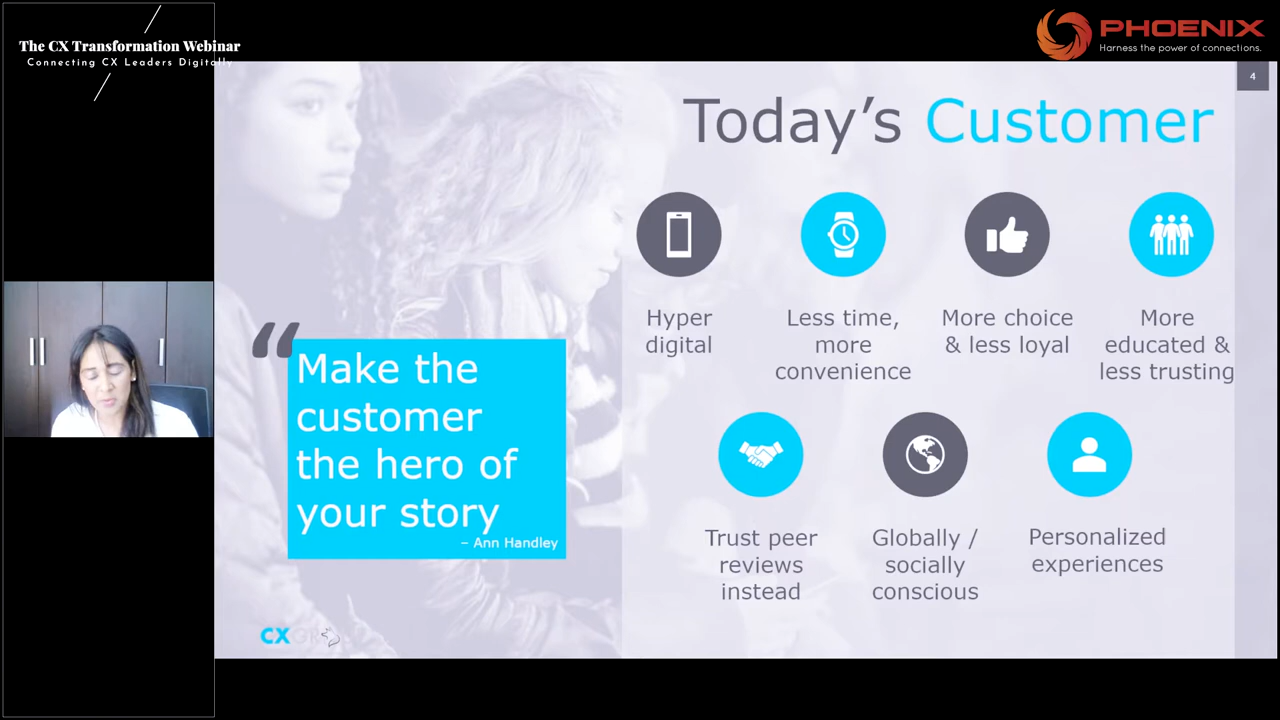 The CX Transformation Webinar
Connecting CX Leaders Digitally
PHOENIX
Harness the power of connections.
4
Today's Customer
Hyper
digital
Less time,
more
convenience
More choice
& less loyal
More
educated &
less trusting
“
Make the
customer
the hero of
your story
– Ann Handley
Trust peer
reviews
instead
Globally /
socially
conscious
Personalized
experiences
CX